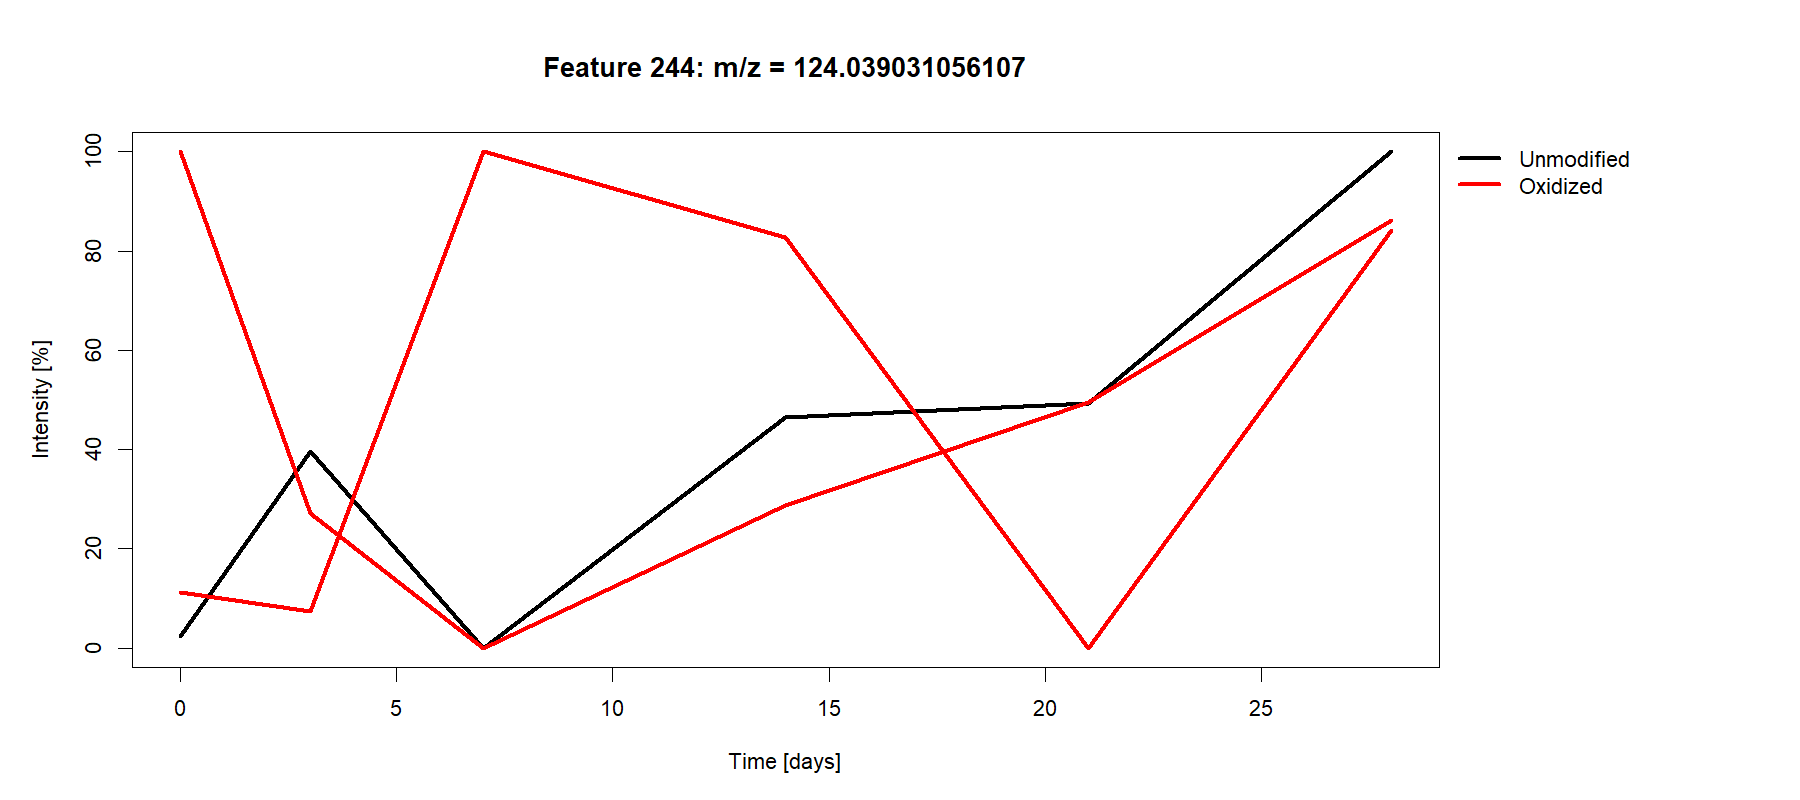 Feature 244: m/z = 124.039031056107
Unmodified
Oxidized
100
80
60
40
20
0
Intensity [%]
0 5 10 15 20 25
Time [days]